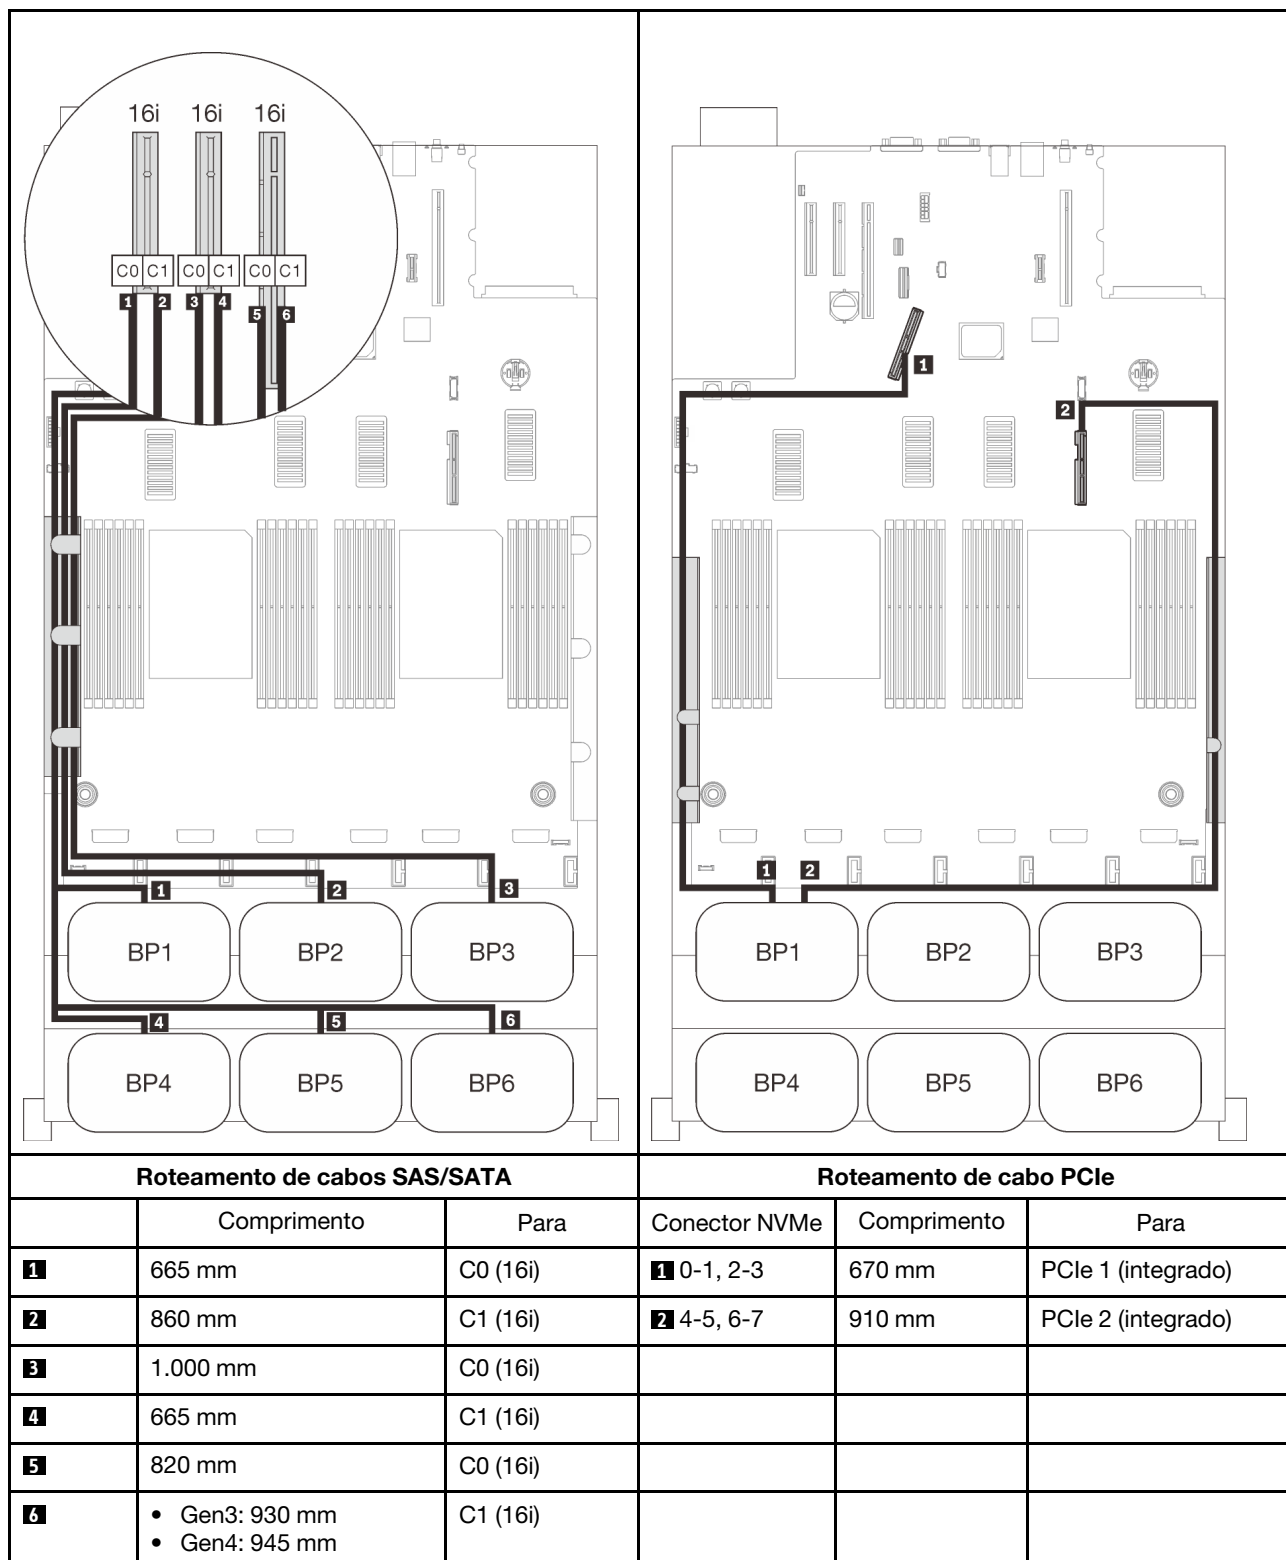 16i 16i 16i
C0 C1 C0 C1 C0 C1
1 2 3 4 5 6
1 2 3
BP1 BP2 BP3
4 5 6
BP4 BP5 BP6
1
2
1 2
BP1 BP2 BP3
BP4 BP5 BP6
Roteamento de cabos SAS/SATA Roteamento de cabo PCIe
Comprimento Para Conector NVMe Comprimento Para
1 665 mm C0 (16i) 1 0-1, 2-3 670 mm PCIe 1 (integrado)
2 860 mm C1 (16i) 2 4-5, 6-7 910 mm PCIe 2 (integrado)
3 1.000 mm C0 (16i)
4 665 mm C1 (16i)
5 820 mm C0 (16i)
6 • Gen3: 930 mm C1 (16i)
• Gen4: 945 mm